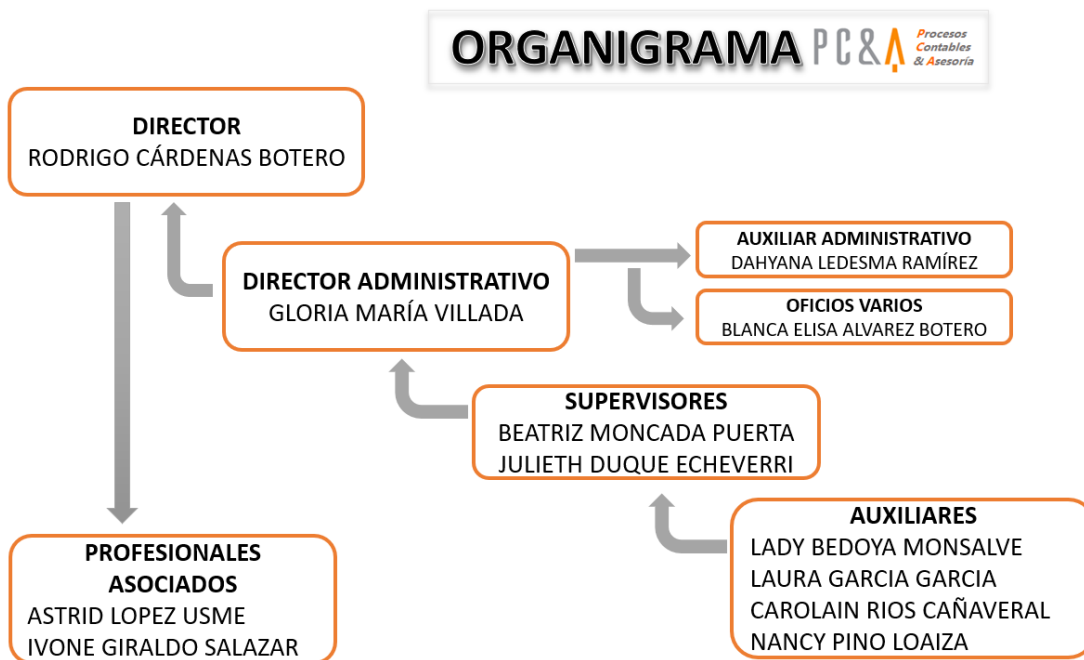 ORGANIGRAMA PC&A Procesos
Contables
& Asesoría
DIRECTOR
RODRIGO CÁRDENAS BOTERO
DIRECTOR ADMINISTRATIVO
GLORIA MARÍA VILLADA
AUXILIAR ADMINISTRATIVO
DAHYANA LEDESMA RAMÍREZ
OFICIOS VARIOS
BLANCA ELISA ALVAREZ BOTERO
SUPERVISORES
BEATRIZ MONCADA PUERTA
JULIETH DUQUE ECHEVERRI
AUXILIARES
LADY BEDOYA MONSALVE
LAURA GARCIA GARCIA
CAROLAIN RIOS CAÑAVERAL
NANCY PINO LOAIZA
PROFESIONALES
ASOCIADOS
ASTRID LOPEZ USME
IVONE GIRALDO SALAZAR